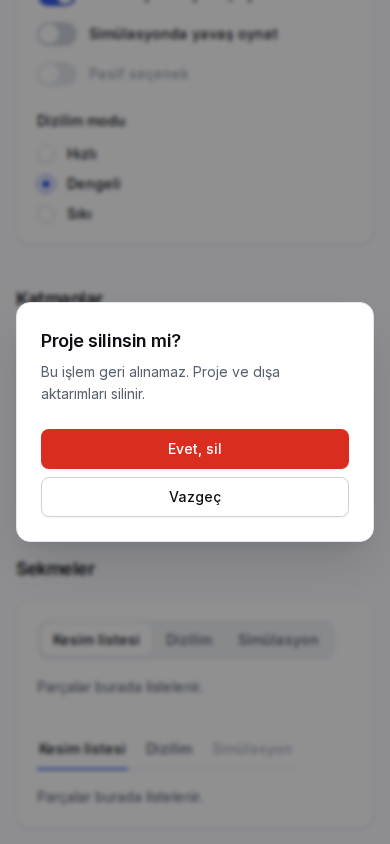 Simülasyonda yavaş oynat
Pasif seçenek
Dizilim modu
Hızlı
Dengeli
Sıkı
Katmanlar
Proje silinsin mi?
Bu işlem geri alınamaz. Proje ve dışa
aktarımları silinir.
Evet, sil
Vazgeç
Sekmeler
Kesim listesi Dizilim Simülasyon
Parçalar burada listelenir.
Kesim listesi Dizilim Simülasyon
Parçalar burada listelenir.